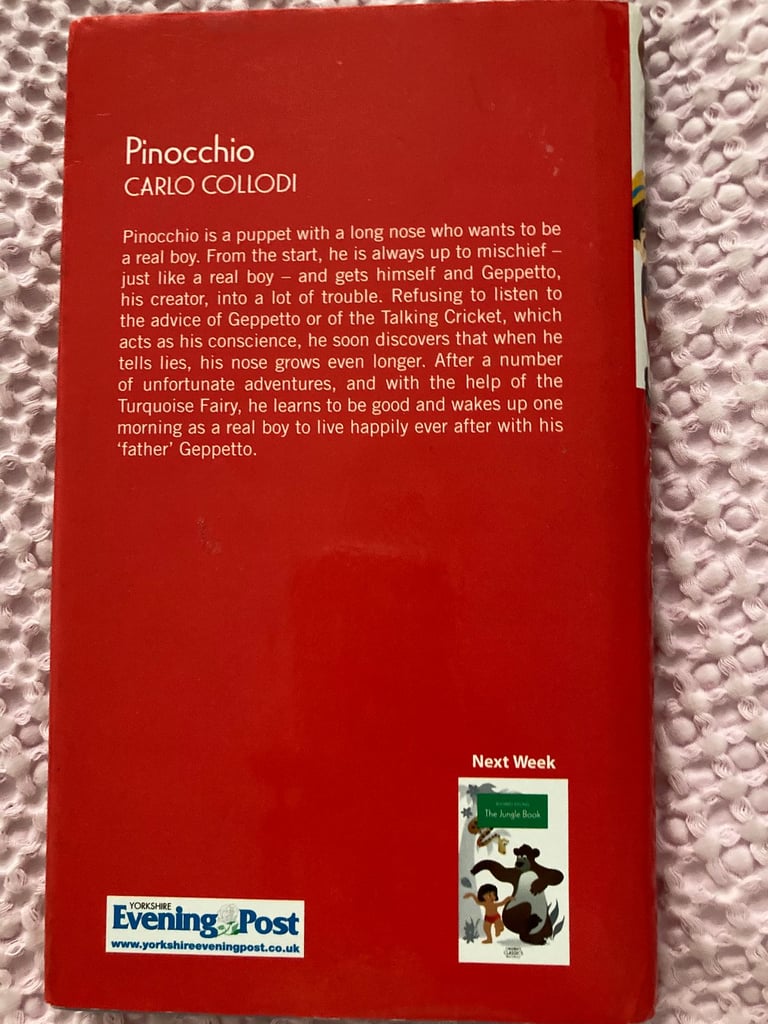 Pinocchio
CARLO COLLODI
Pinocchio is a puppet with a long nose who wants to be
a real boy. From the start, he is always up to mischief –
just like a real boy – and gets himself and Geppetto,
his creator, into a lot of trouble. Refusing to listen to
the advice of Geppetto or of the Talking Cricket, which
acts as his conscience, he soon discovers that when he
tells lies, his nose grows even longer. After a number
of unfortunate adventures, and with the help of the
Turquoise Fairy, he learns to be good and wakes up one
morning as a real boy to live happily ever after with his
‘father’ Geppetto.
Next Week
The Jungle Book
CLASSICS
YORKSHIRE
Evening Post
www.yorkshireeveningpost.co.uk